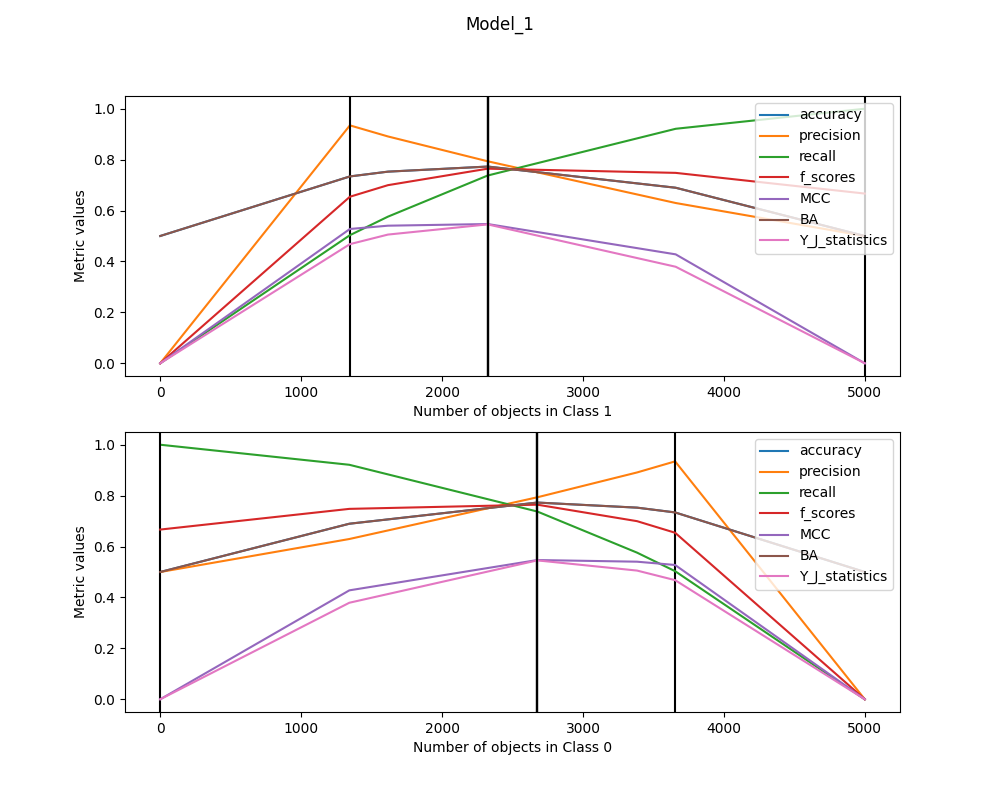 Model_1
1.0
0.8
0.6
0.4
0.2
0.0
Metric values
0
1000
2000
3000
4000
5000
Number of objects in Class 1
accuracy
precision
recall
f_scores
MCC
BA
Y_J_statistics
1.0
0.8
0.6
0.4
0.2
0.0
Metric values
0
1000
2000
3000
4000
5000
Number of objects in Class 0
accuracy
precision
recall
f_scores
MCC
BA
Y_J_statistics